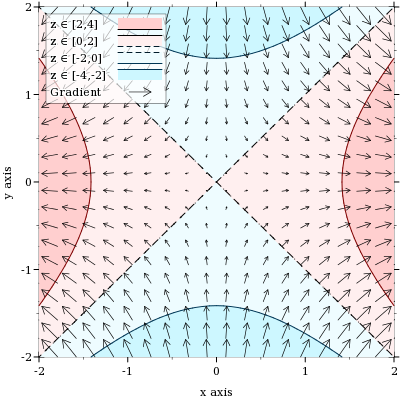 z ∈ [2,4]
z ∈ [0,2]
z ∈ [-2,0]
z ∈ [-4,-2]
Gradient
2
1
0
-1
-2
y axis
-2 -1 0 1 2
x axis